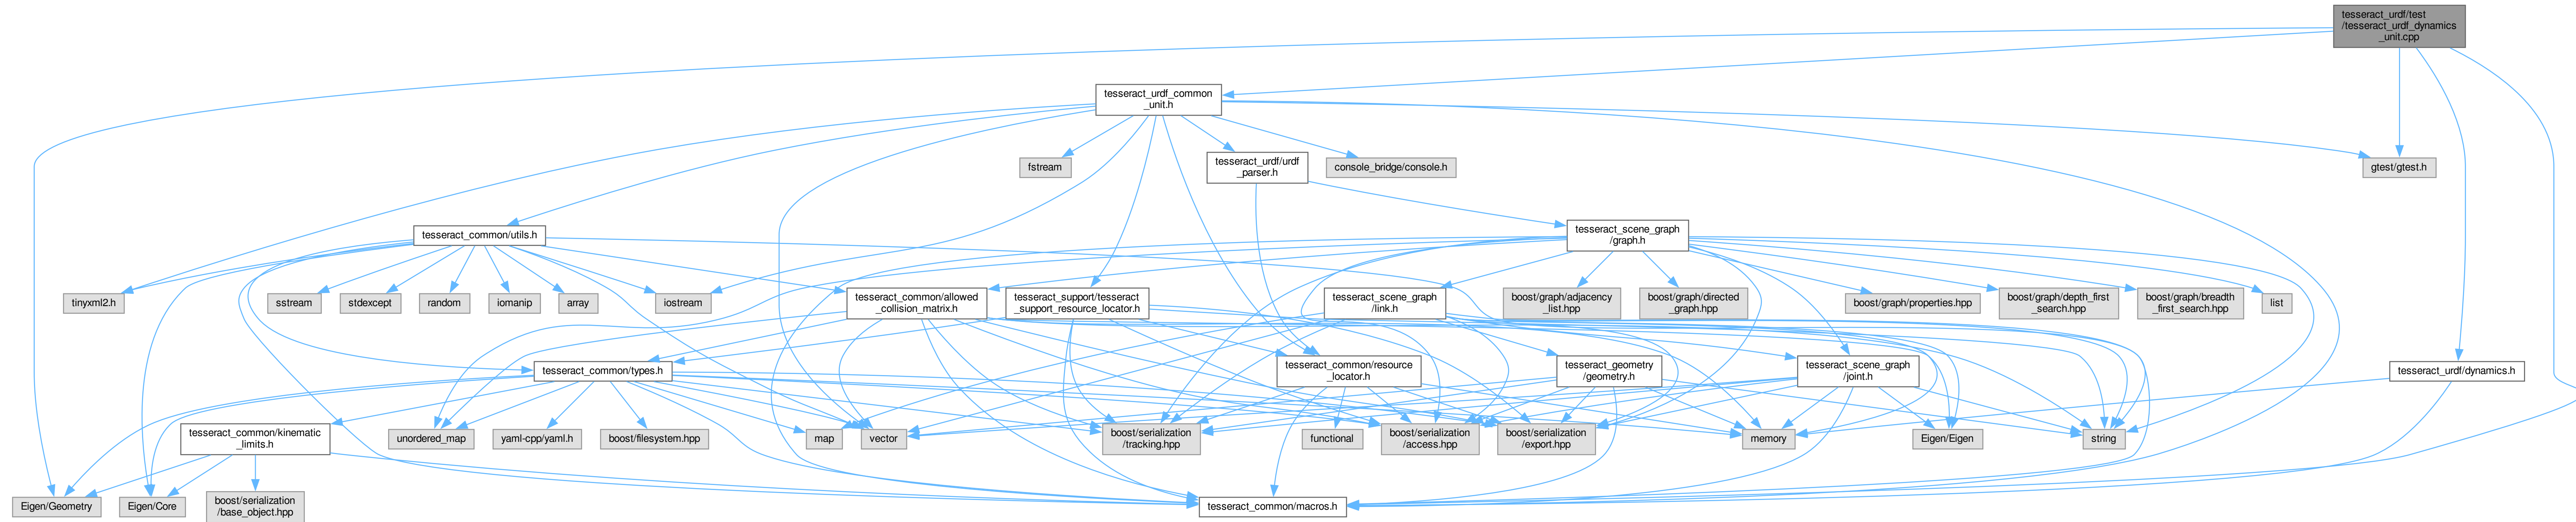 tesseract_urdf/test
/tesseract_urdf_dynamics
_unit.cpp
tesseract_urdf_common
_unit.h
fstream
tesseract_urdf/urdf
_parser.h
console_bridge/console.h
gtest/gtest.h
tesseract_common/utils.h
tesseract_scene_graph
/graph.h
tinyxml2.h
sstream
stdexcept
random
iomanip
array
iostream
tesseract_common/allowed
_collision_matrix.h
tesseract_support/tesseract
_support_resource_locator.h
tesseract_scene_graph
/link.h
boost/graph/adjacency
_list.hpp
boost/graph/directed
_graph.hpp
boost/graph/properties.hpp
boost/graph/depth_first
_search.hpp
boost/graph/breadth
_first_search.hpp
list
tesseract_common/types.h
tesseract_common/resource
_locator.h
tesseract_geometry
/geometry.h
tesseract_scene_graph
/joint.h
tesseract_urdf/dynamics.h
tesseract_common/kinematic
_limits.h
unordered_map
yaml-cpp/yaml.h
boost/filesystem.hpp
map
vector
boost/serialization
/tracking.hpp
functional
boost/serialization
/access.hpp
boost/serialization
/export.hpp
memory
Eigen/Eigen
string
Eigen/Geometry
Eigen/Core
boost/serialization
/base_object.hpp
tesseract_common/macros.h